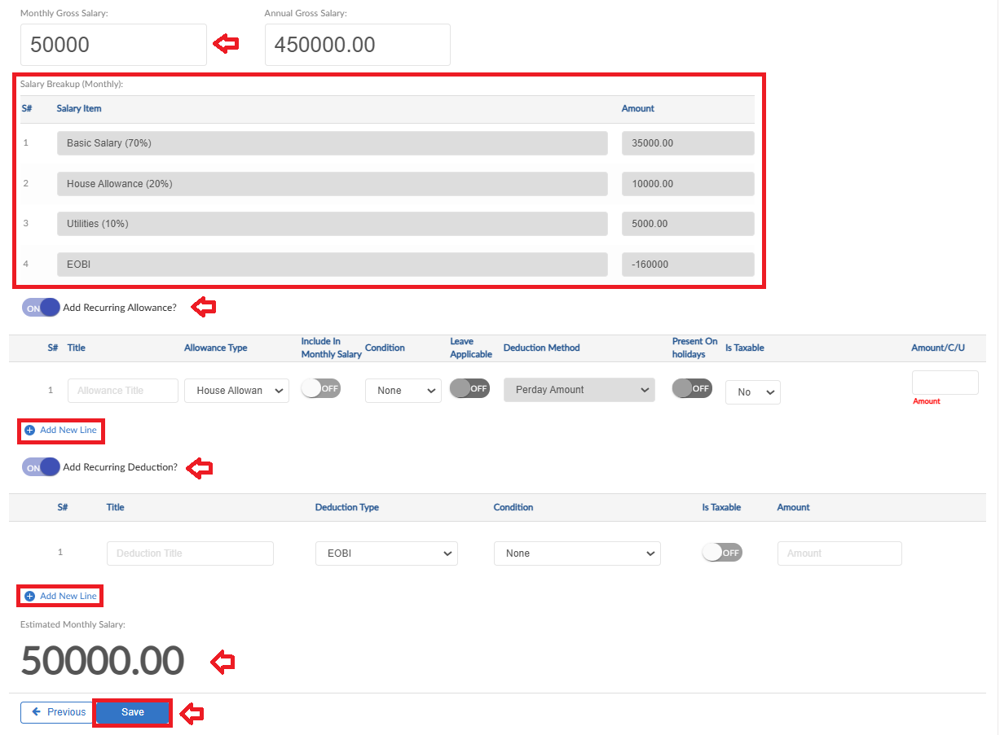 Monthly Gross Salary: Annual Gross Salary:
50000 450000.00
Salary Breakup (Monthly):
S# Salary Item Amount
1 Basic Salary (70%) 35000.00
2 House Allowance (20%) 10000.00
3 Utilities (10%) 5000.00
4 EOBI -160000
ON Add Recurring Allowance?
S# Title Allowance Type Include In Monthly Salary Condition Leave Applicable Deduction Method Present On holidays Is Taxable Amount/C/U
1 Allowance Title House Allowan OFF None OFF Perday Amount OFF No
Amount
Add New Line
ON Add Recurring Deduction?
S# Title Deduction Type Condition Is Taxable Amount
1 Deduction Title EOBI None OFF Amount
Add New Line
Estimated Monthly Salary:
50000.00
Previous Save